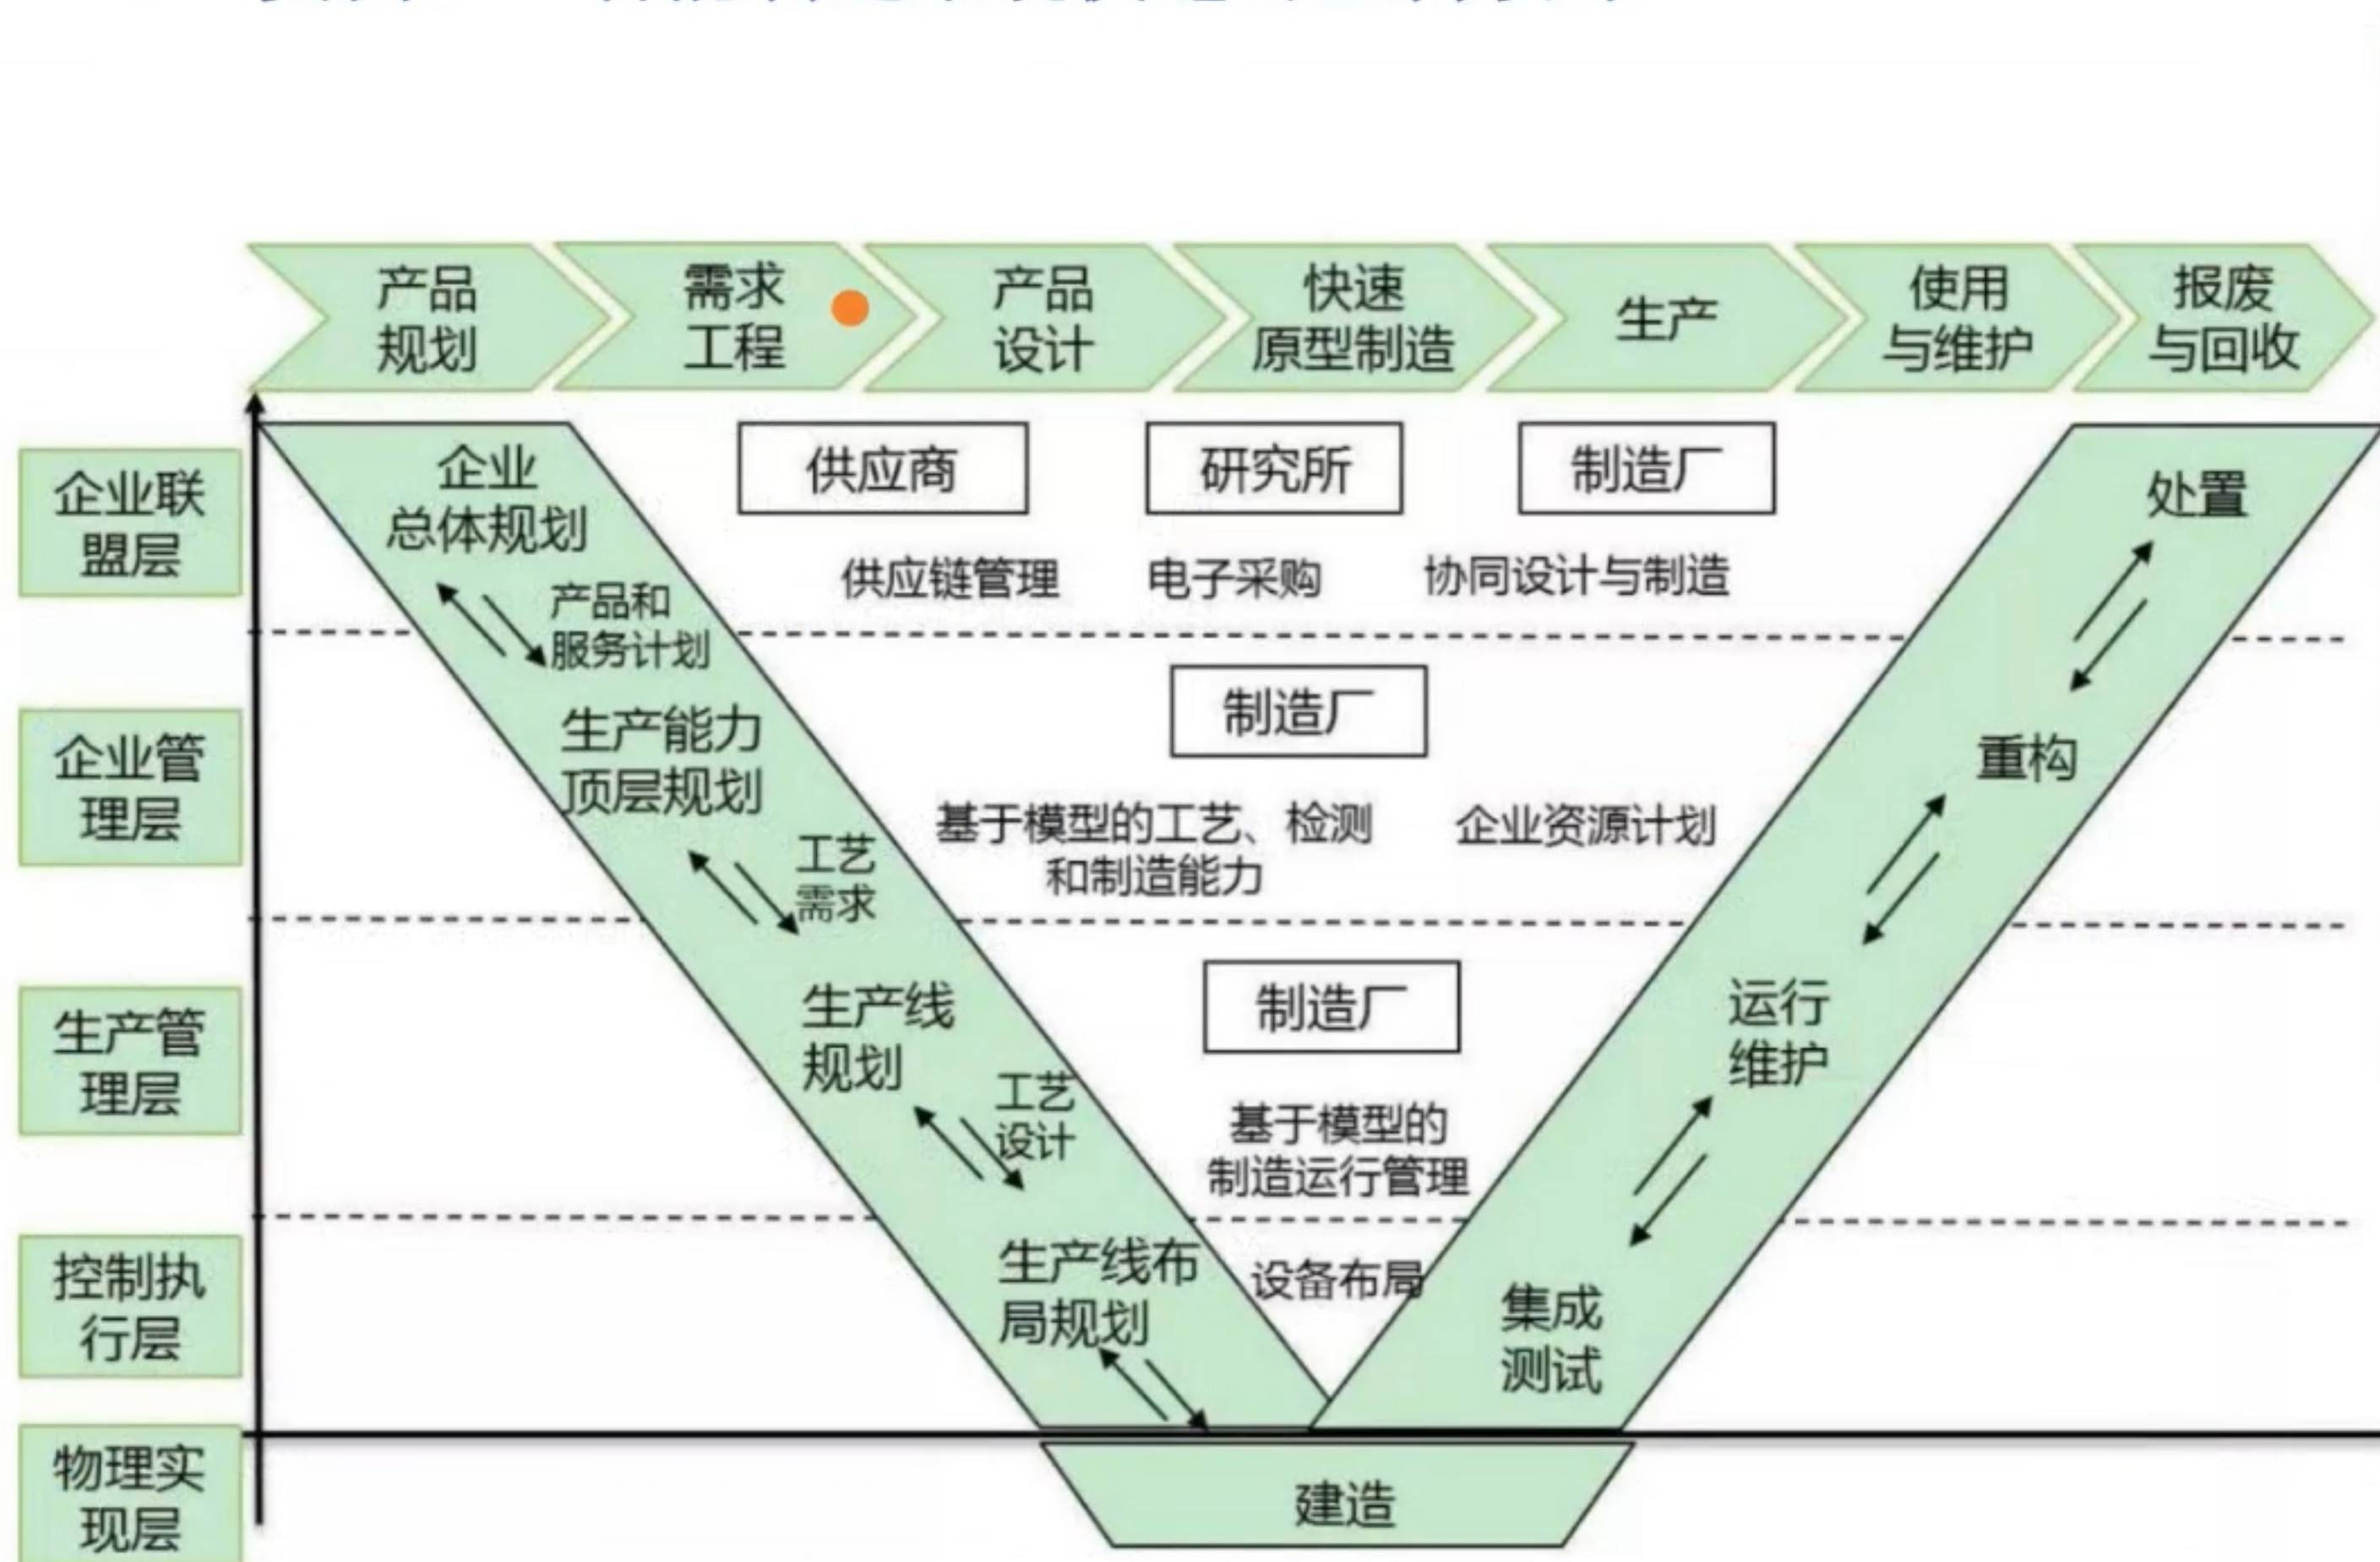 产品
规划
需求
工程
产品
设计
快速
原型制造
生产
使用
与维护
报废
与回收
企业联
盟层
企业
总体规划
供应商
研究所
制造厂
处置
供应链管理
电子采购
协同设计与制造
产品和
服务计划
企业管
理层
生产能力
顶层规划
制造厂
重构
基于模型的工艺、检测
和制造能力
企业资源计划
工艺
需求
生产管
理层
生产线
规划
制造厂
运行
维护
工艺
设计
基于模型的
制造运行管理
控制执
行层
生产线布
局规划
设备布局
集成
测试
物理实
现层
建造